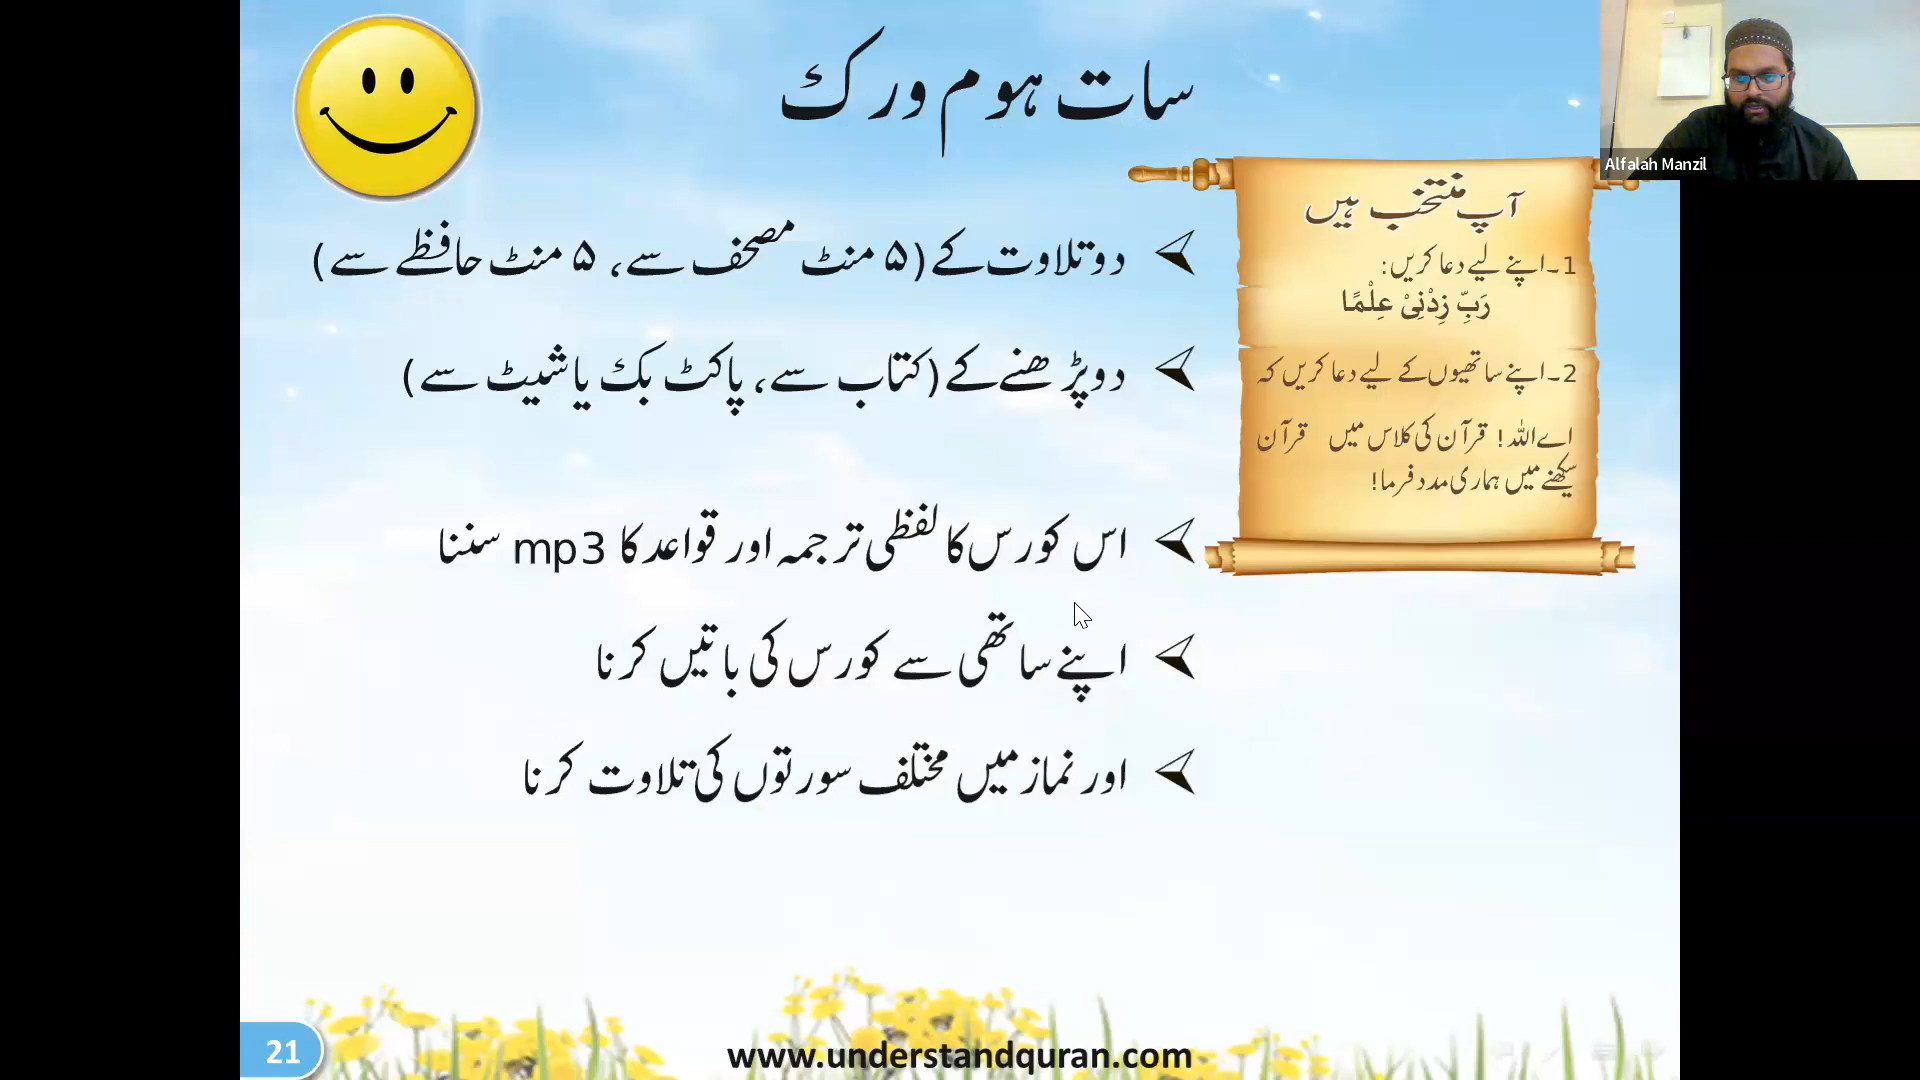 سات ہوم ورک
Alfalah Manzil
آپ منتخب ہیں
1۔اپنے لیے دعا کریں:
رَبِّ زِدْنِیْ عِلْمًا
2۔اپنے ساتھیوں کے لیے دعا کریں کہ
اے اللہ! قرآن کی کلاس میں قرآن
سیکھنے میں ہماری مدد فرما!
دو تلاوت کے (۵ منٹ مصحف سے، ۵ منٹ حافظے سے)
دو پڑھنے کے (کتاب سے، پاکٹ بک یا شیٹ سے)
اس کورس کا لفظی ترجمہ اور قواعد کا mp3 سننا
اپنے ساتھی سے کورس کی باتیں کرنا
اور نماز میں مختلف سورتوں کی تلاوت کرنا
21
www.understandquran.com